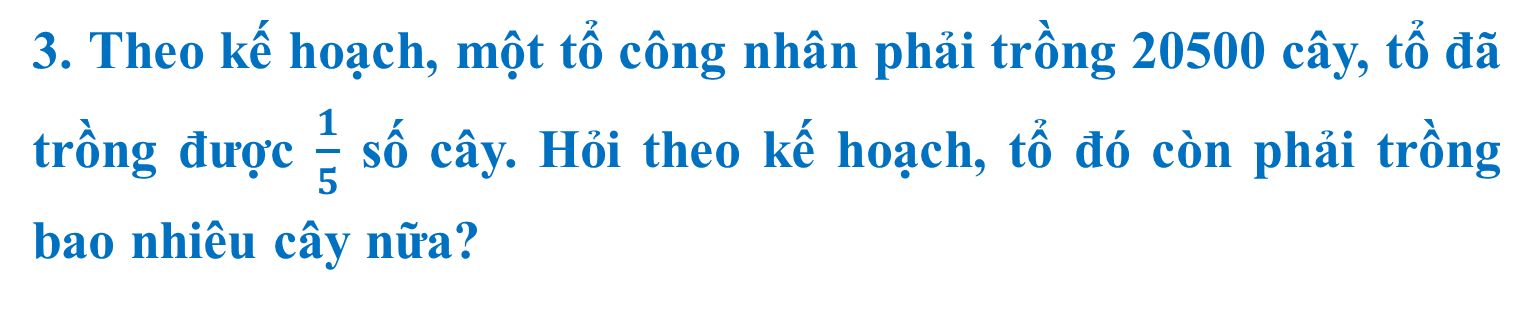 3. Theo kế hoạch, một tổ công nhân phải trồng 20500 cây, tổ đã
trồng được 1/5 số cây. Hỏi theo kế hoạch, tổ đó còn phải trồng
bao nhiêu cây nữa?